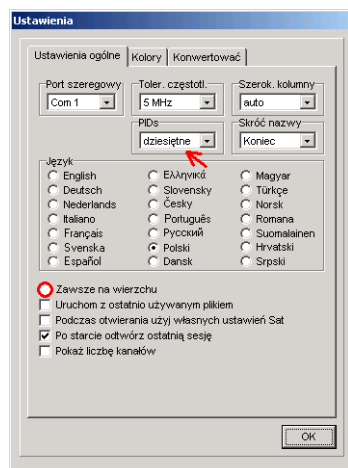 Ustawienia
Ustawienia ogólne Kolory Konwertować
Port szeregowy Toler. częstotl. Szerok. kolumny
Com 1 5 MHz auto
PIDs Skróć nazwy
dziesiętne Koniec
Język
English Ελληνικά Magyar
Deutsch Slovensky Türkçe
Nederlands Česky Norsk
Italiano Português Romana
Français Русский Suomalainen
Svenska Polski Hrvatski
Español Dansk Srpski
Zawsze na wierzchu
Uruchom z ostatnio używanym plikiem
Podczas otwierania użyj własnych ustawień Sat
Po starcie odtwórz ostatnią sesję
Pokaż liczbę kanałów
OK